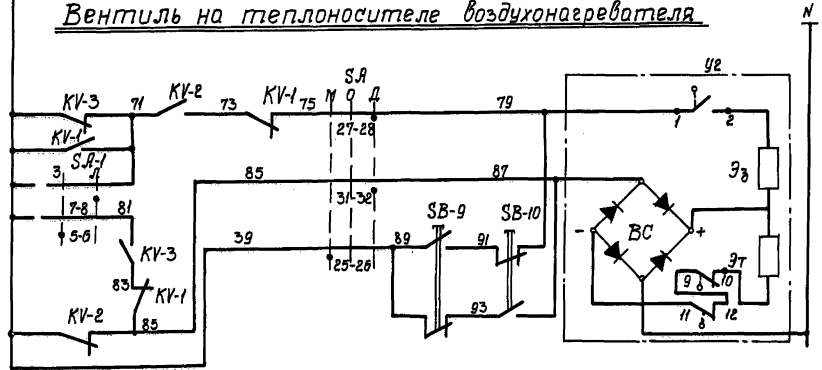 Вентиль на теплоносителе воздухонагревателя
N
SA
У2
KV-3
71
KV-2
73
KV-1
75
М О Д
79
27-28
1
2
KV-1
SA-1
З Л
85
87
Эз
7-8
81
31-32
SB-9
SB-10
5-6
- ВС +
KV-3
39
89
91
Эт
25-26
9
10
83
KV-1
93
11
12
KV-2
85